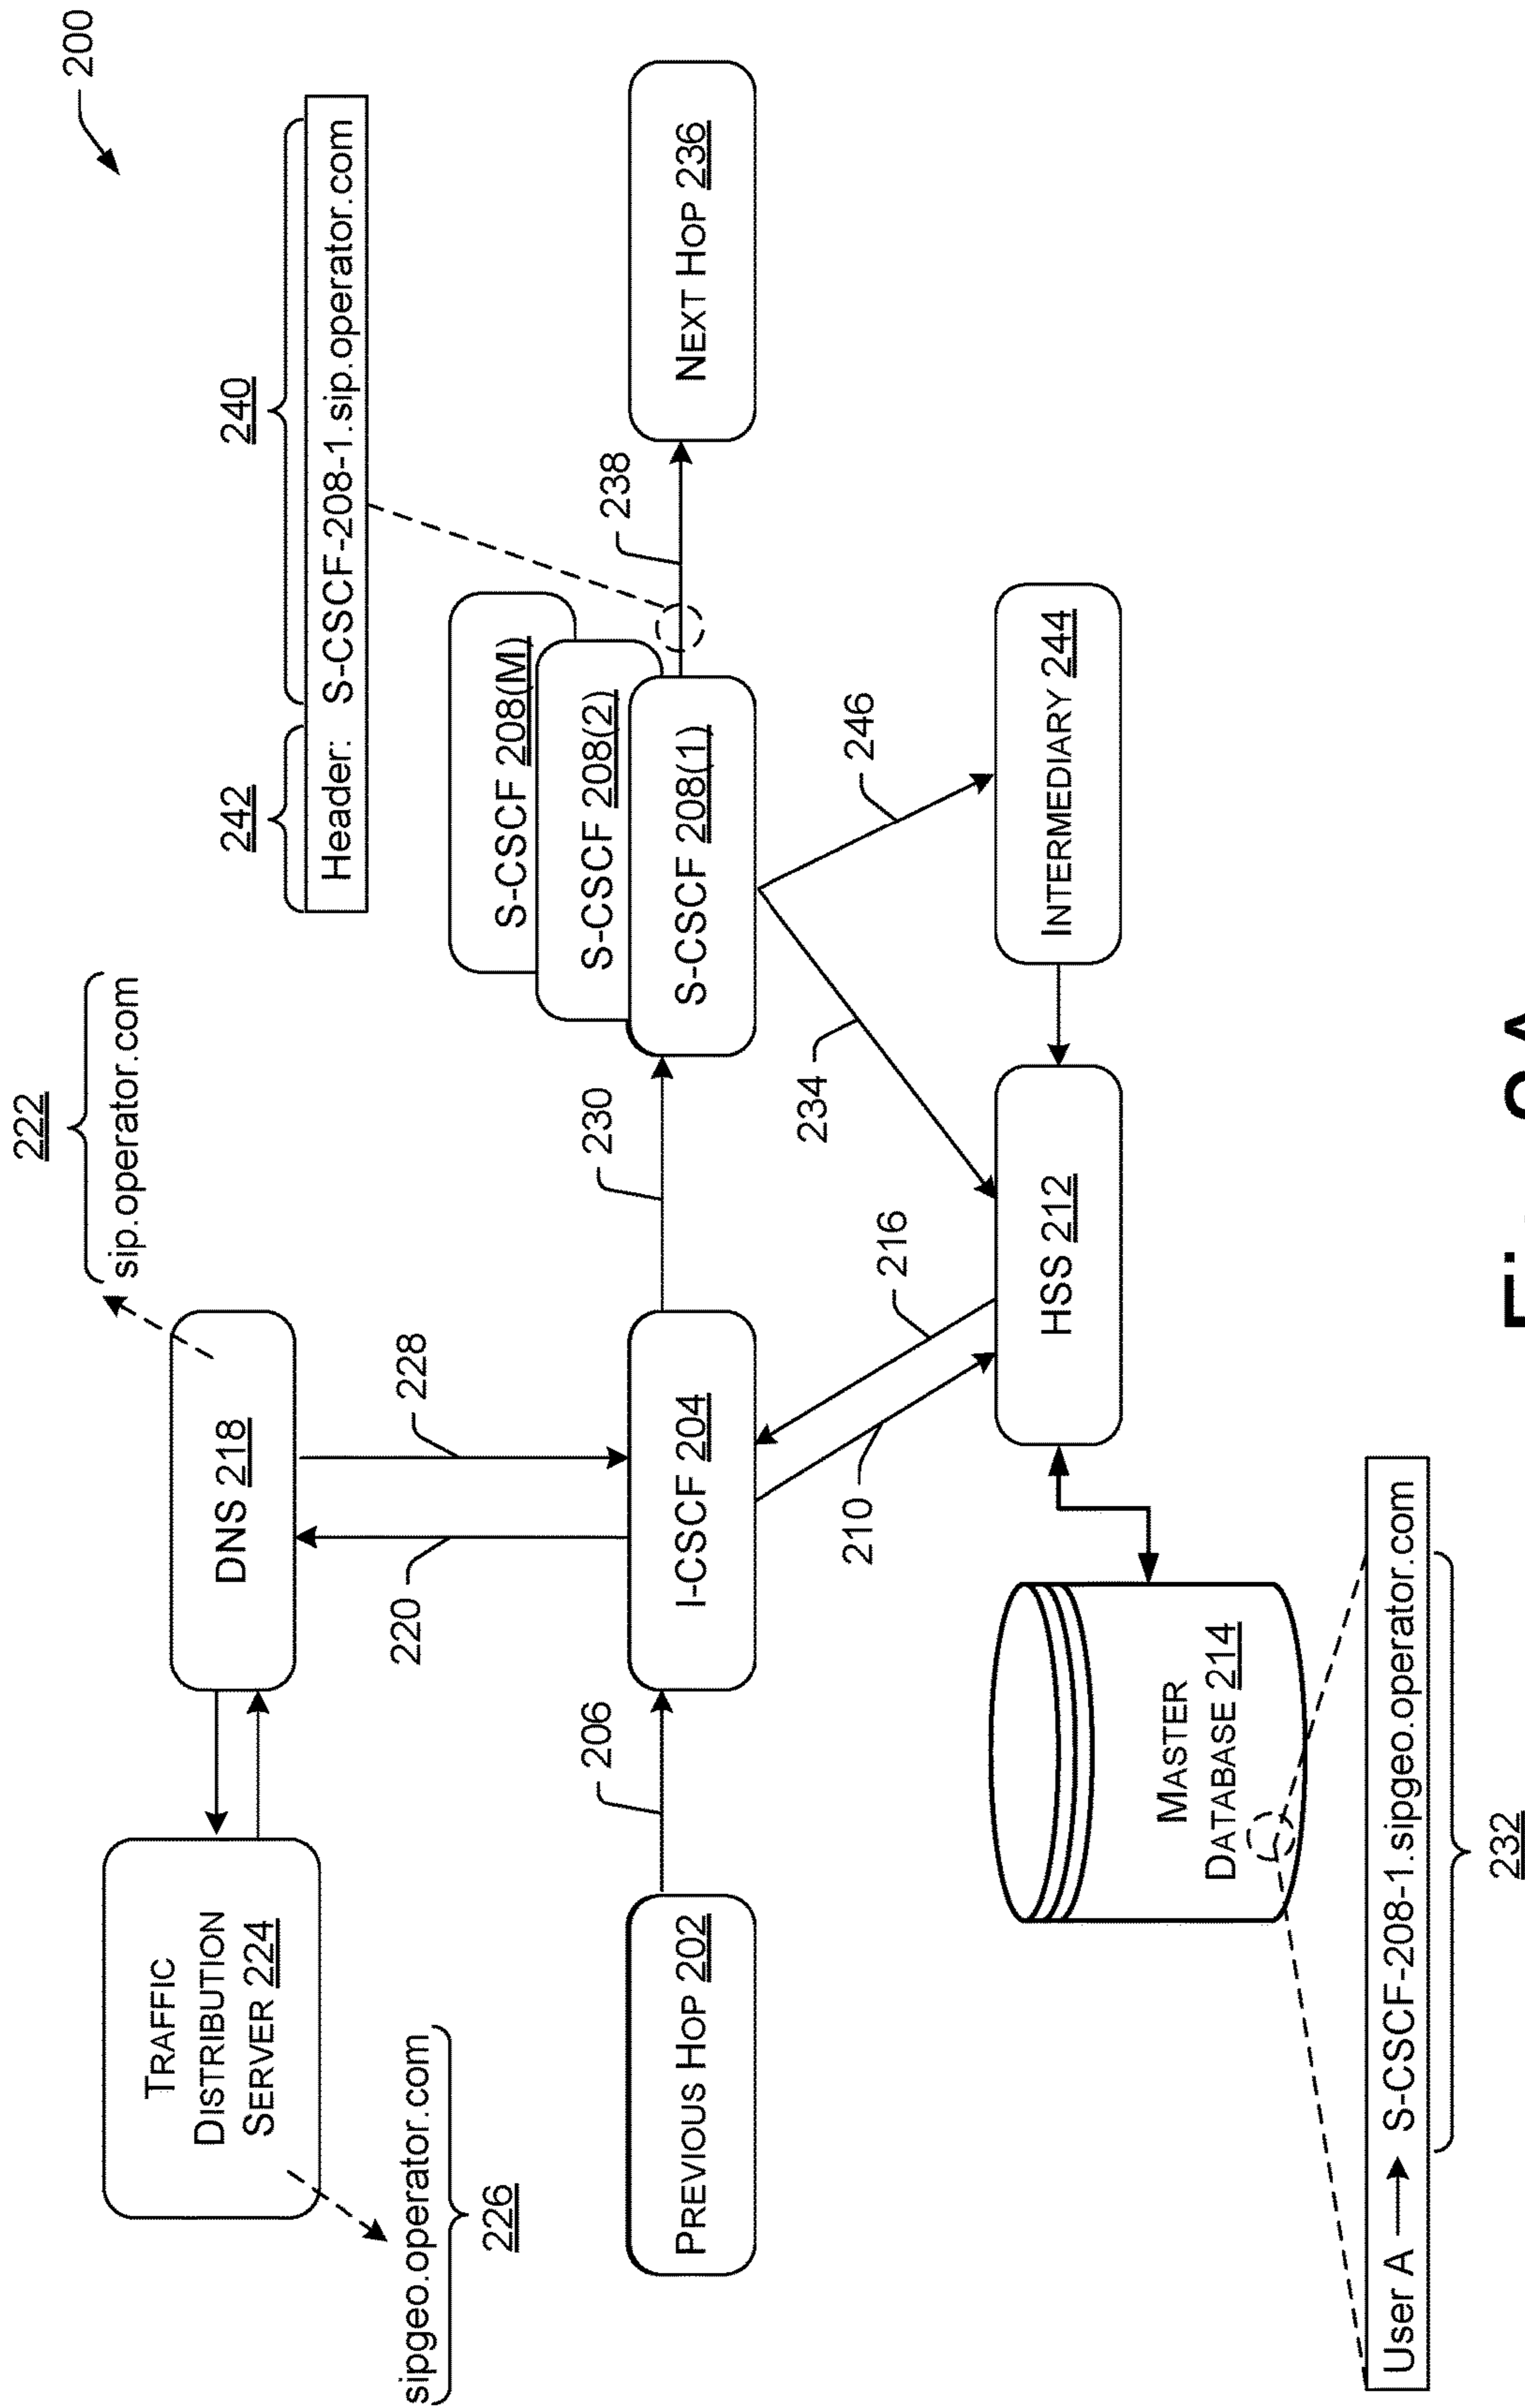 200
222
sip.operator.com
240
242
Header: S-CSCF-208-1.sip.operator.com
TRAFFIC
DISTRIBUTION
SERVER 224
DNS 218
sipgeo.operator.com
226
220
228
S-CSCF 208(M)
S-CSCF 208(2)
S-CSCF 208(1)
PREVIOUS HOP 202
206
I-CSCF 204
230
238
NEXT HOP 236
210
216
234
246
MASTER
DATABASE 214
HSS 212
INTERMEDIARY 244
User A → S-CSCF-208-1.sipgeo.operator.com
232